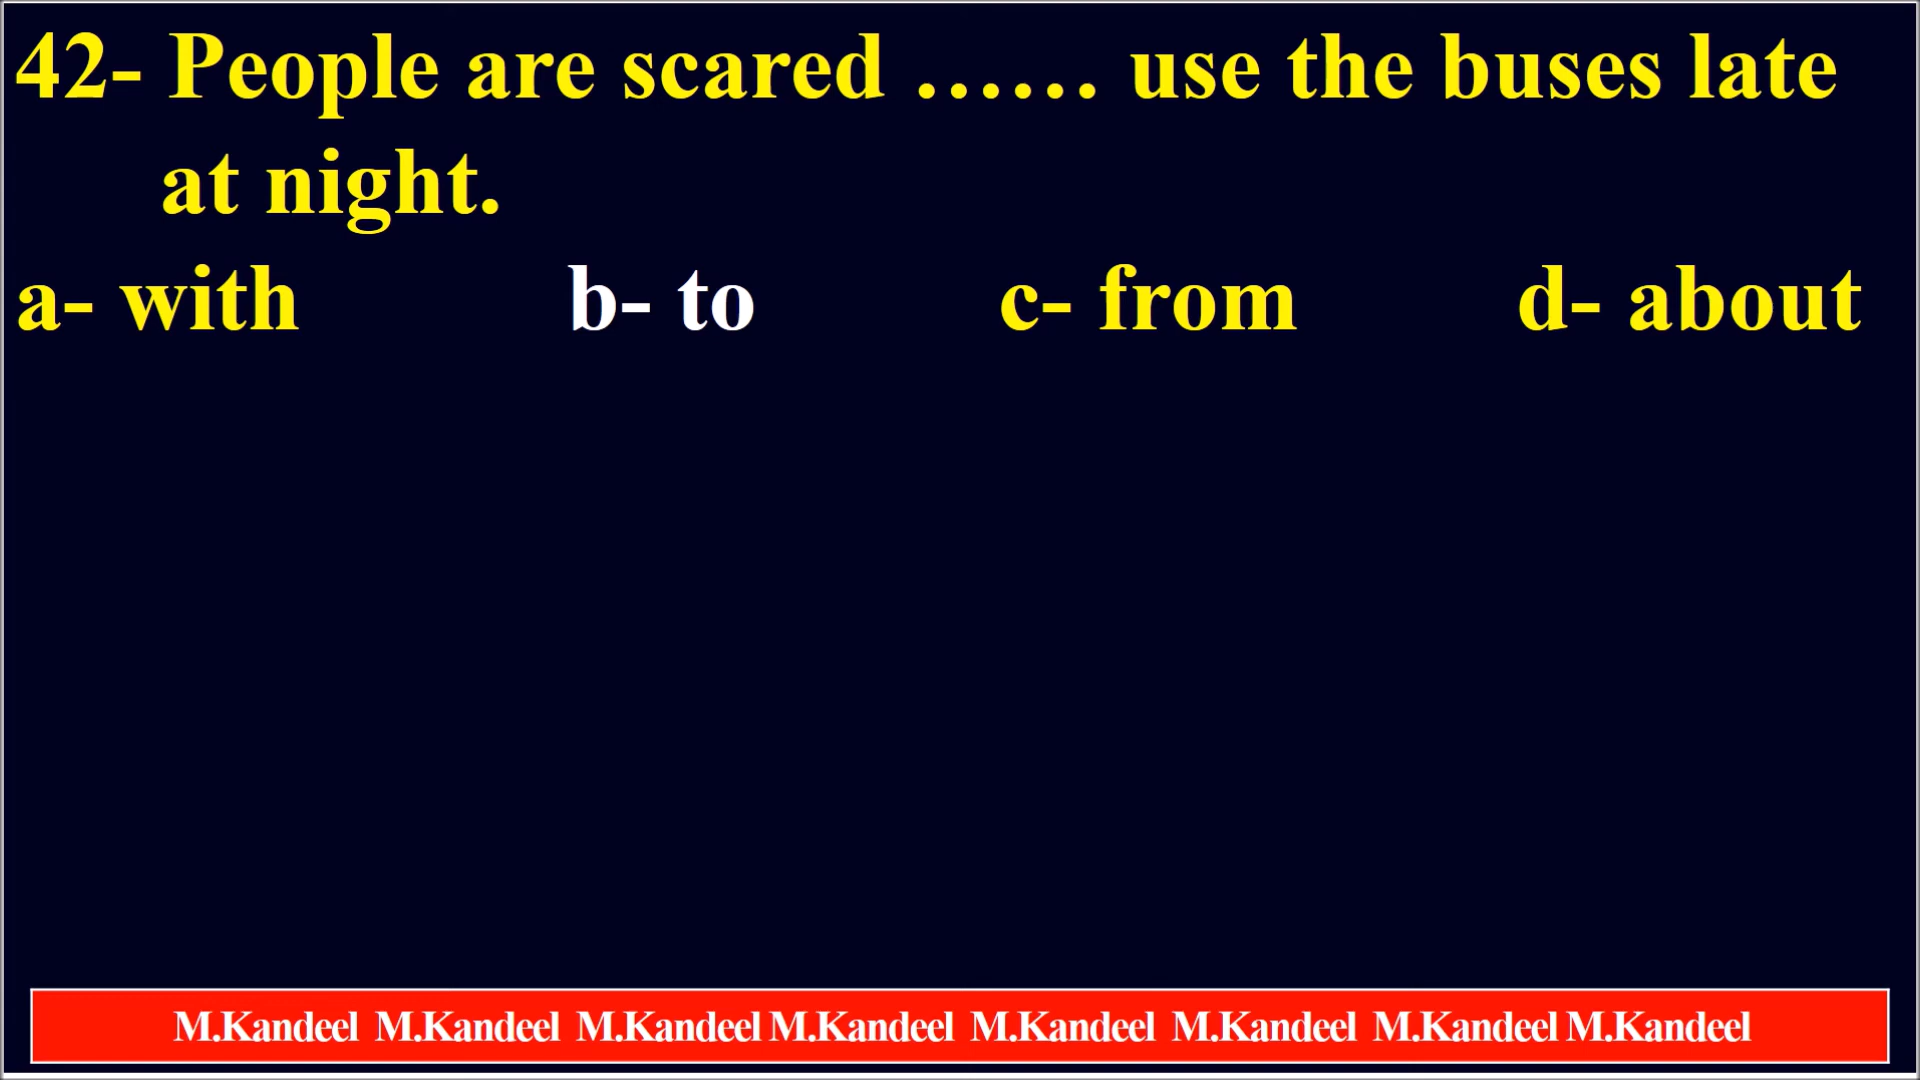 42- People are scared …… use the buses late
at night.
a- with b- to c- from d- about
M.Kandeel M.Kandeel M.Kandeel M.Kandeel M.Kandeel M.Kandeel M.Kandeel M.Kandeel